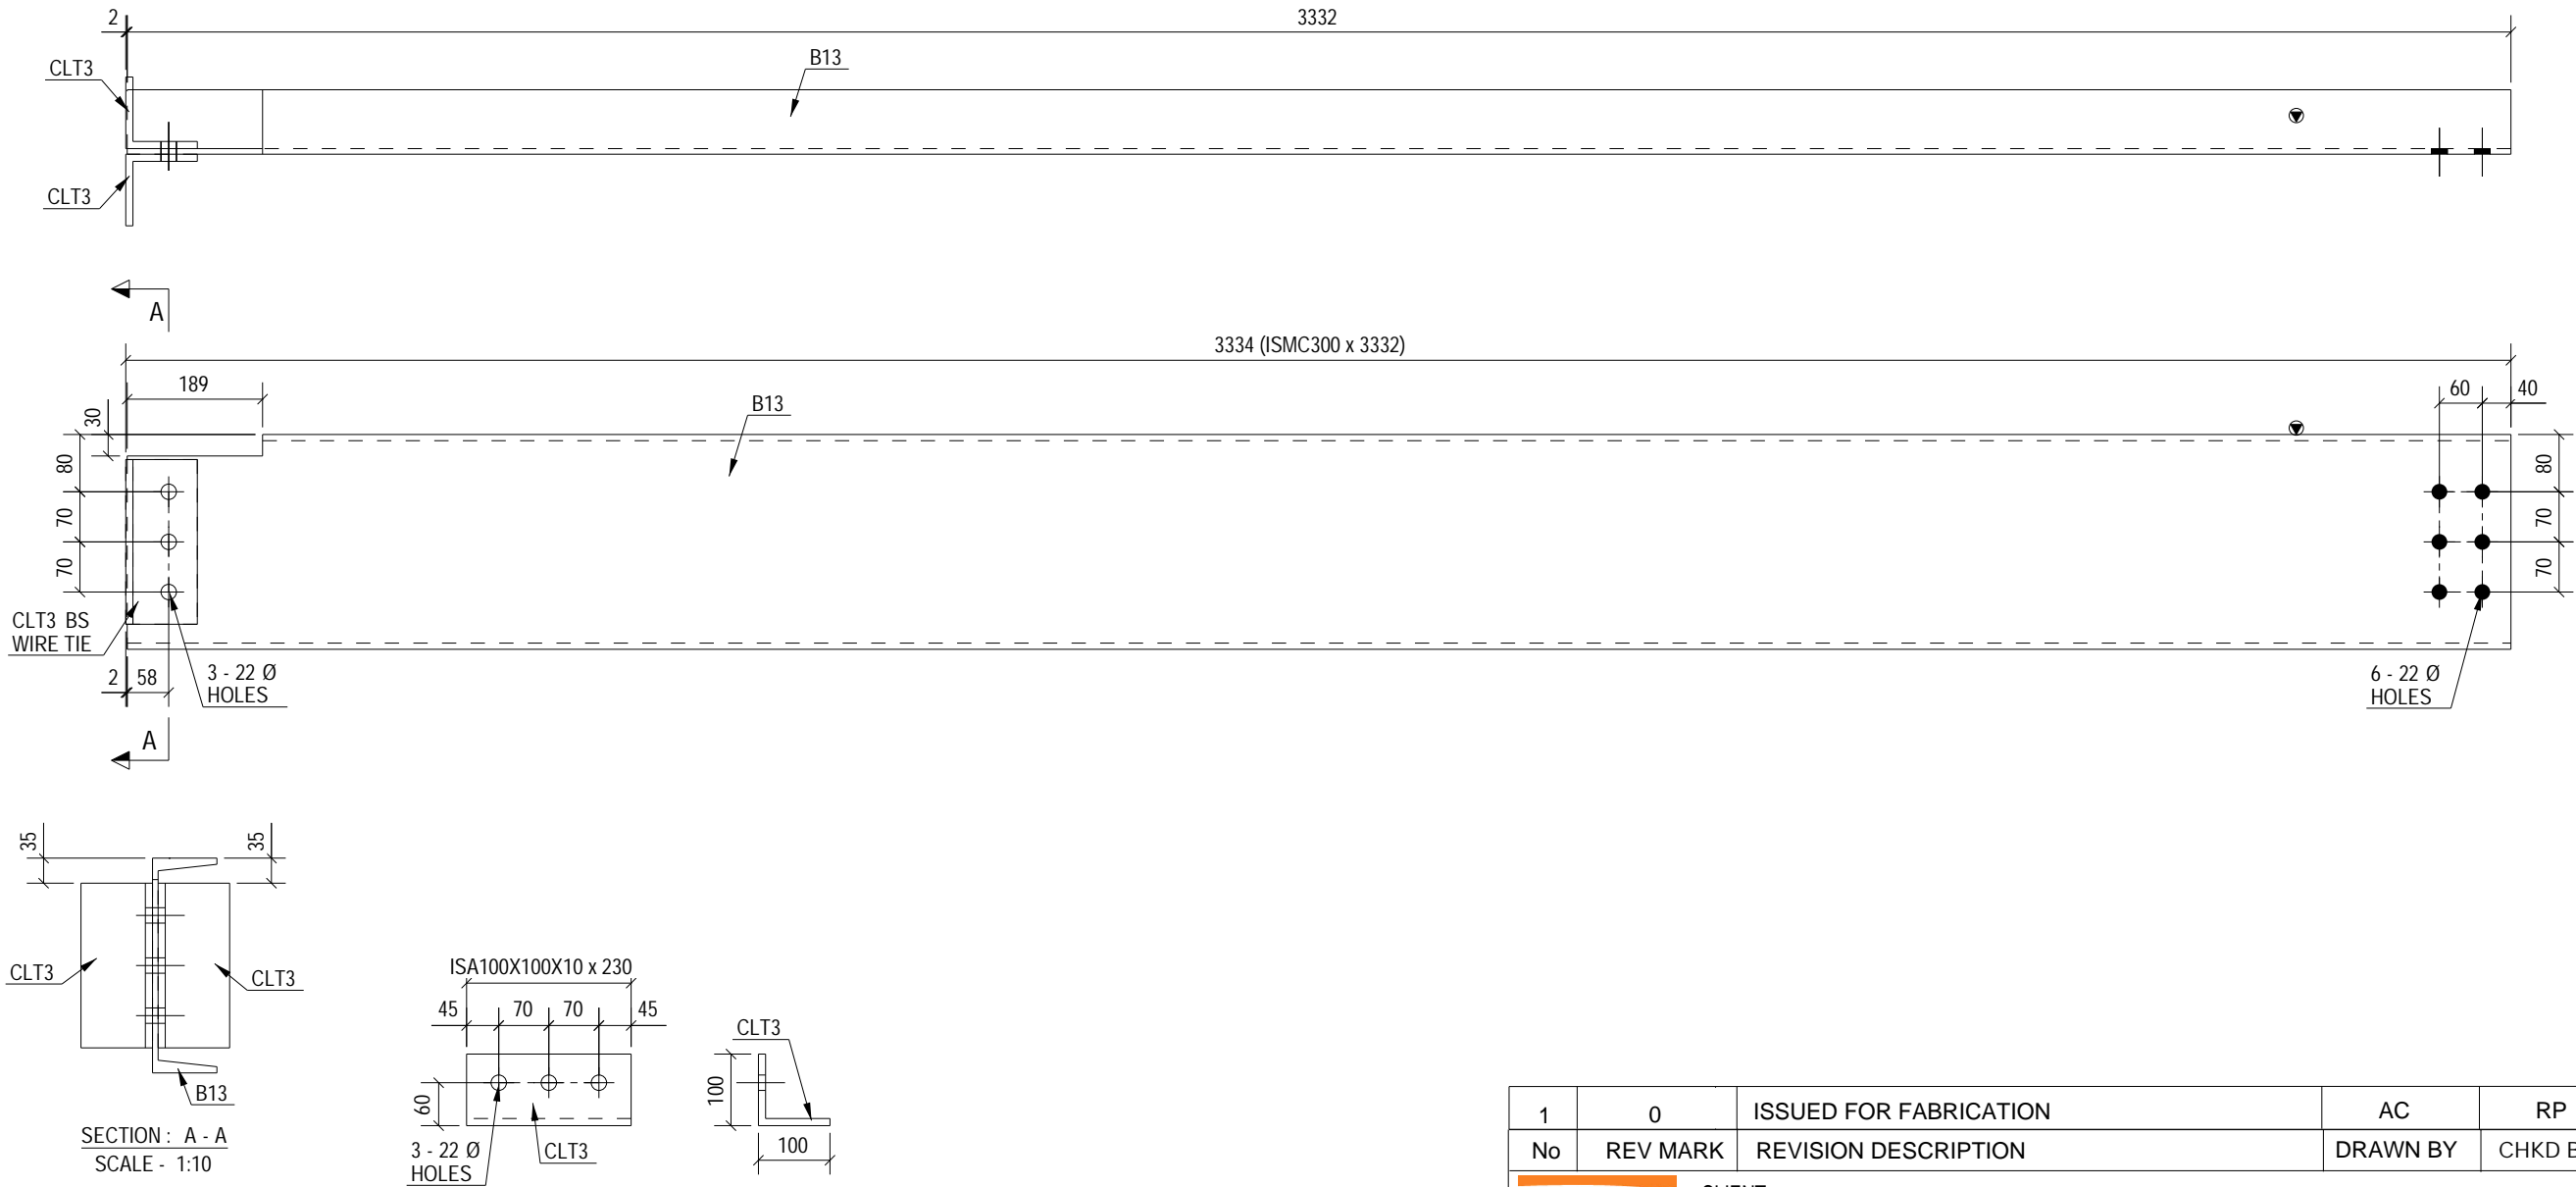 2
3332
CLT3
B13
CLT3
A
3334 (ISMC300 x 3332)
189
B13
60
40
30
80
80
70
70
70
70
CLT3 BS
WIRE TIE
2
58
3 - 22 Ø
HOLES
6 - 22 Ø
HOLES
A
35
35
CLT3
CLT3
B13
SECTION : A - A
SCALE - 1:10
ISA100X100X10 x 230
45
70
70
45
60
3 - 22 Ø
HOLES
CLT3
CLT3
100
100
1
0
ISSUED FOR FABRICATION
AC
RP
No
REV MARK
REVISION DESCRIPTION
DRAWN BY
CHKD B